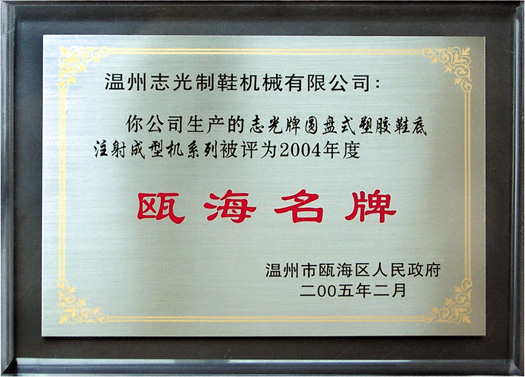 温州志光制鞋机械有限公司：
你公司生产的志光牌圆盘式塑胶鞋底
注射成型机系列被评为2004年度
瓯海名牌
温州市瓯海区人民政府
二00五年二月